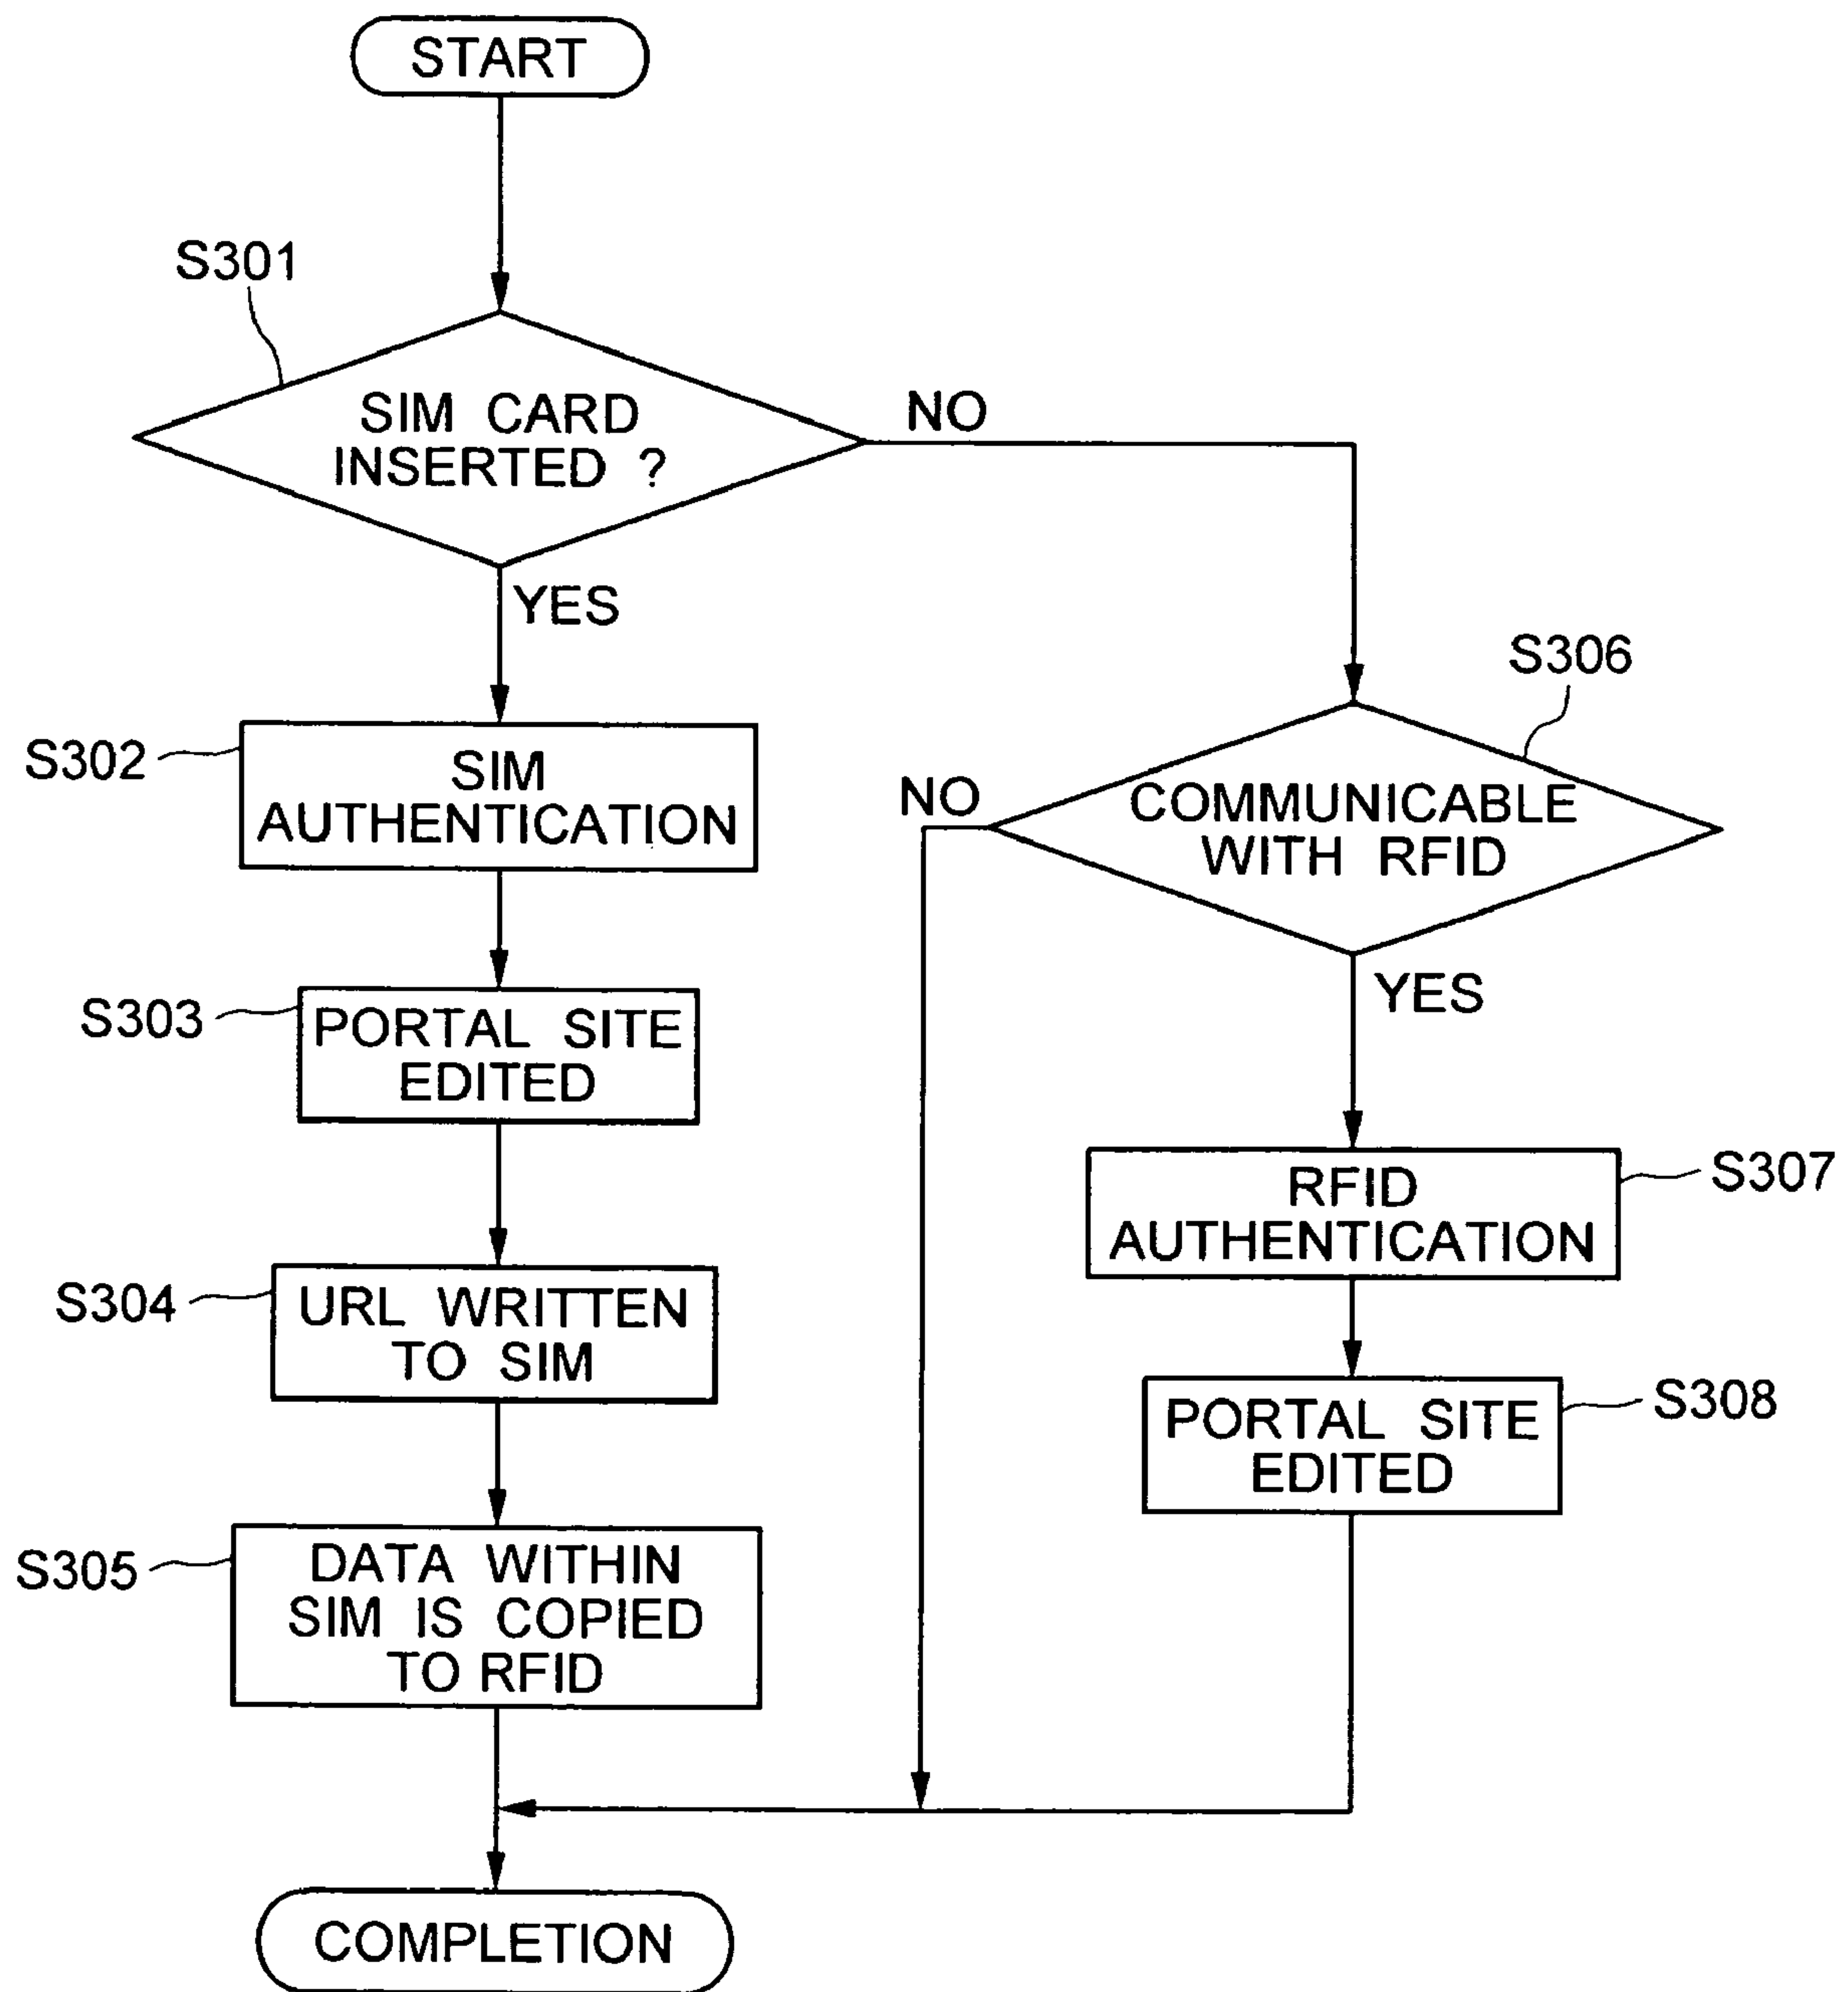 START
S301
SIM CARD
INSERTED ?
NO
YES
S302
SIM
AUTHENTICATION
S303
PORTAL SITE
EDITED
S304
URL WRITTEN
TO SIM
S305
DATA WITHIN
SIM IS COPIED
TO RFID
S306
NO
COMMUNICABLE
WITH RFID
YES
RFID
AUTHENTICATION
S307
PORTAL SITE
EDITED
S308
COMPLETION